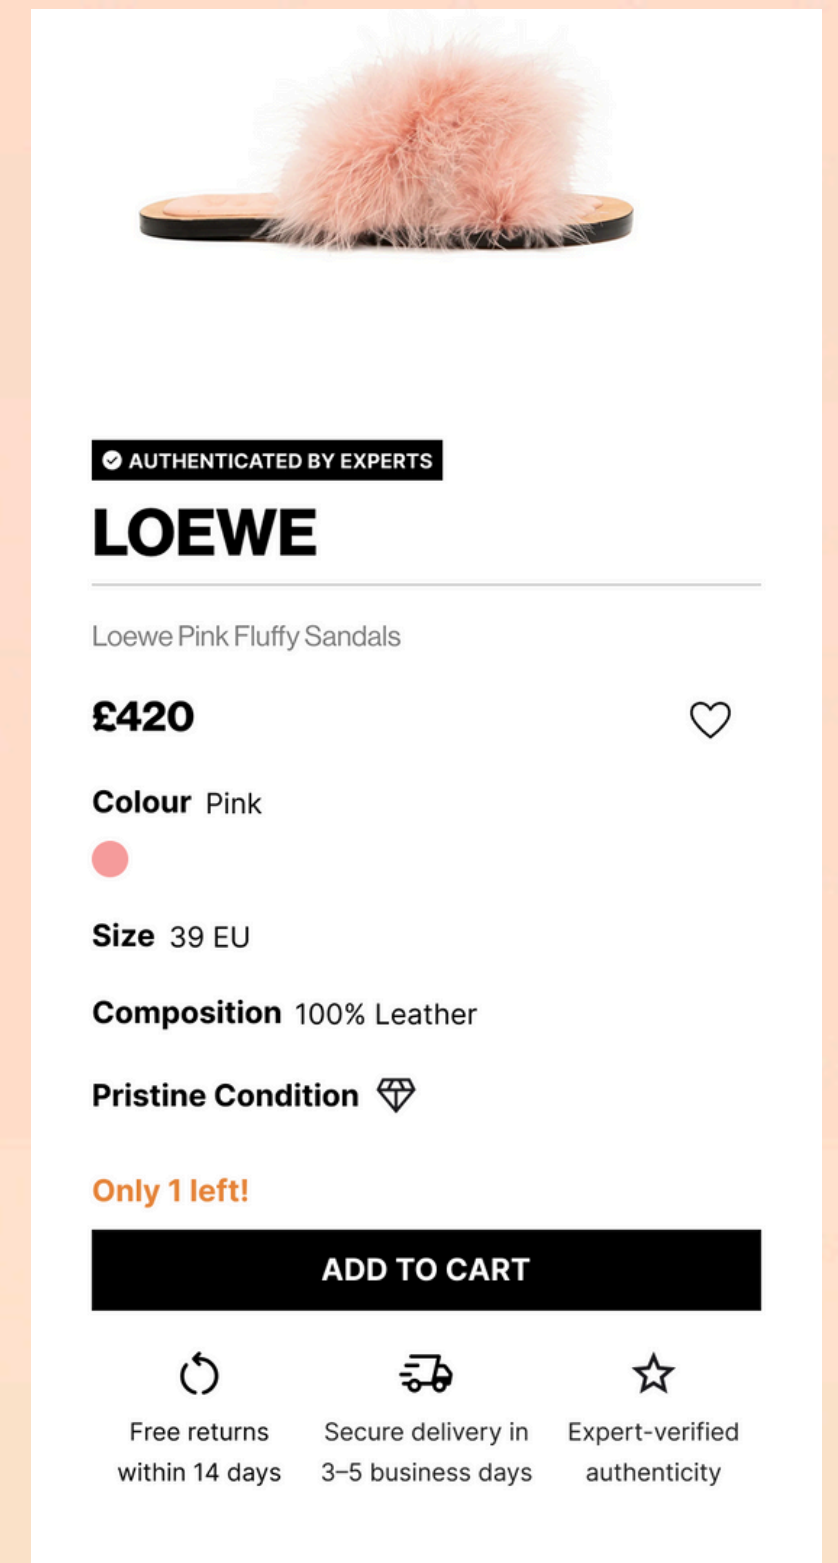 AUTHENTICATED BY EXPERTS
LOEWE
Loewe Pink Fluffy Sandals
£420
Colour Pink
Size 39 EU
Composition 100% Leather
Pristine Condition
Only 1 left!
ADD TO CART
Free returns
within 14 days
Secure delivery in
3–5 business days
Expert-verified
authenticity